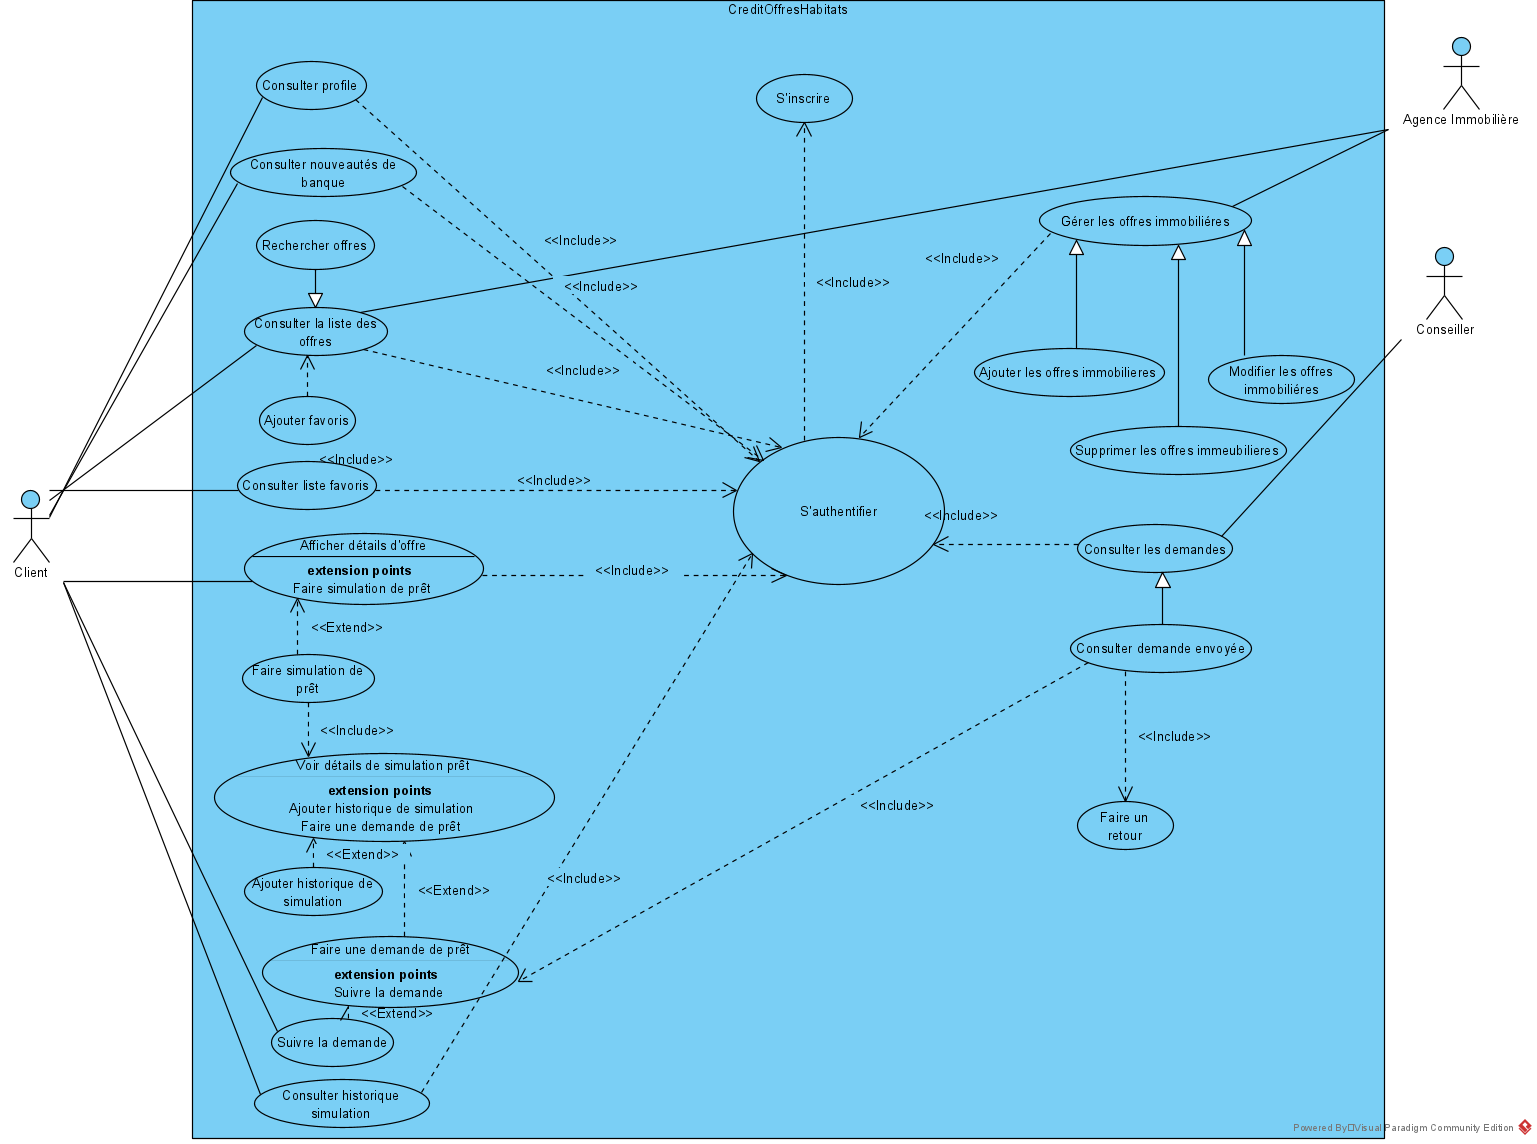 CreditOffresHabitats
Consulter profile
S'inscrire
Agence Immobilière
Consulter nouveautés de
banque
Rechercher offres
<<Include>>
Gérer les offres immobiliéres
<<Include>>
<<Include>>
<<Include>>
Consulter la liste des
offres
Conseiller
<<Include>>
Ajouter les offres immobilieres
Modifier les offres
immobiliéres
Ajouter favoris
<<Include>>
Supprimer les offres immeubilieres
Consulter liste favoris
<<Include>>
S'authentifier
<<Include>>
Client
Afficher détails d'offre
extension points
Faire simulation de prêt
<<Include>>
Consulter les demandes
<<Extend>>
Faire simulation de
prêt
Consulter demande envoyée
<<Include>>
<<Include>>
Voir détails de simulation prêt
extension points
Ajouter historique de simulation
Faire une demande de prêt
<<Include>>
Faire un
retour
<<Extend>>
Ajouter historique de
simulation
<<Extend>>
<<Include>>
Faire une demande de prêt
extension points
Suivre la demande
<<Extend>>
Suivre la demande
Consulter historique
simulation
Powered By□Visual Paradigm Community Edition